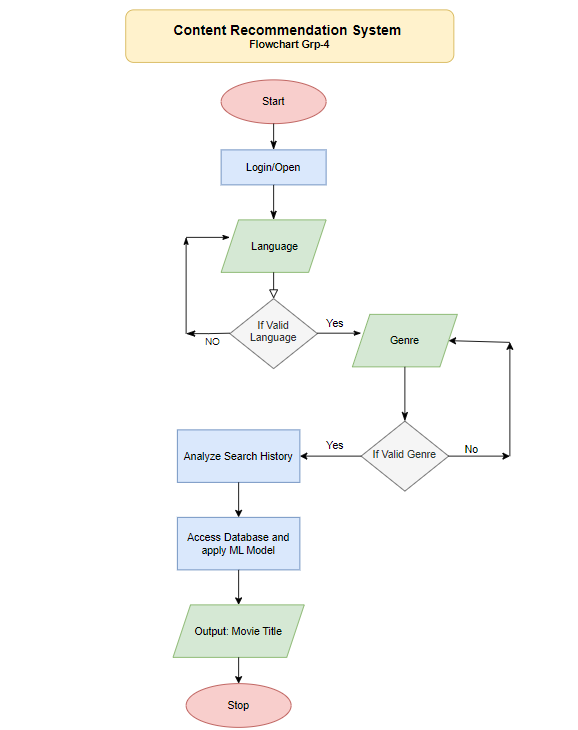 Content Recommendation System
Flowchart Grp-4
Start
Login/Open
Language
If Valid
Language
NO
Yes
Genre
If Valid Genre
No
Yes
Analyze Search History
Access Database and
apply ML Model
Output: Movie Title
Stop